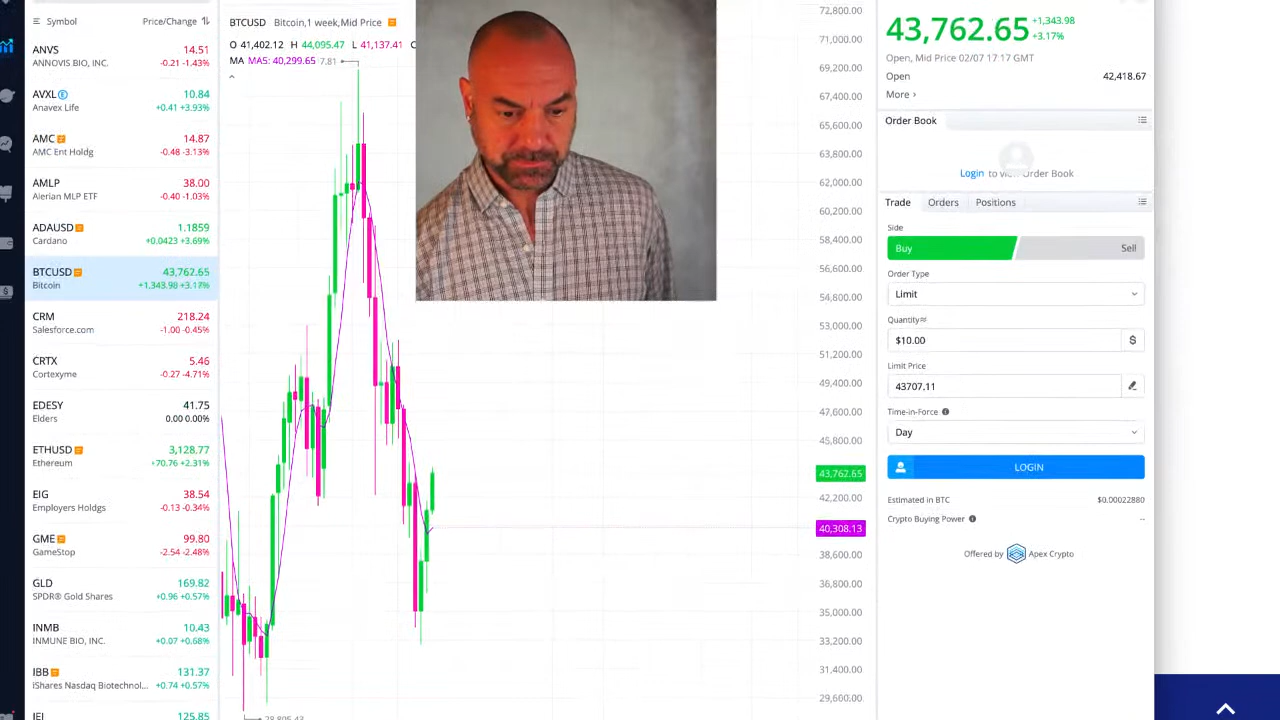 Symbol Price/Change
ANVS 14.51
ANNOVIS BIO, INC. -0.21 -1.43%
AVXL E 10.84
Anavex Life +0.41 +3.93%
AMC 14.87
AMC Ent Holdg -0.48 -3.13%
AMLP 38.00
Alerian MLP ETF -0.40 -1.03%
ADAUSD 1.1859
Cardano +0.0423 +3.69%
BTCUSD 43,762.65
Bitcoin +1,343.98 +3.17%
CRM 218.24
Salesforce.com -1.00 -0.45%
CRTX 5.46
Cortexyme -0.27 -4.71%
EDESY 41.75
Elders 0.00 0.00%
ETHUSD 3,128.77
Ethereum +70.76 +2.31%
EIG 38.54
Employers Holdgs -0.13 -0.34%
GME 99.80
GameStop -2.54 -2.48%
GLD 169.82
SPDR® Gold Shares +0.96 +0.57%
INMB 10.43
INMUNE BIO, INC. +0.07 +0.68%
IBB 131.37
iShares Nasdaq Biotechnol... +0.74 +0.57%
IEI 125.85
BTCUSD Bitcoin,1 week,Mid Price
O 41,402.12 H 44,095.47 L 41,137.41 C
MA MA5: 40,299.65 7.81
72,800.00
71,000.00
69,200.00
67,400.00
65,600.00
63,800.00
62,000.00
60,200.00
58,400.00
56,600.00
54,800.00
53,000.00
51,200.00
49,400.00
47,600.00
45,800.00
43,762.65
42,200.00
40,308.13
38,600.00
36,800.00
35,000.00
33,200.00
31,400.00
29,600.00
28,805.43
43,762.65 +1,343.98
+3.17%
Open, Mid Price 02/07 17:17 GMT
Open 42,418.67
More >
Order Book
Login to view Order Book
Trade Orders Positions
Side
Buy Sell
Order Type
Limit
Quantity≈
$10.00 $
Limit Price
43707.11
Time-in-Force
Day
LOGIN
Estimated in BTC $0.00022880
Crypto Buying Power --
Offered by Apex Crypto